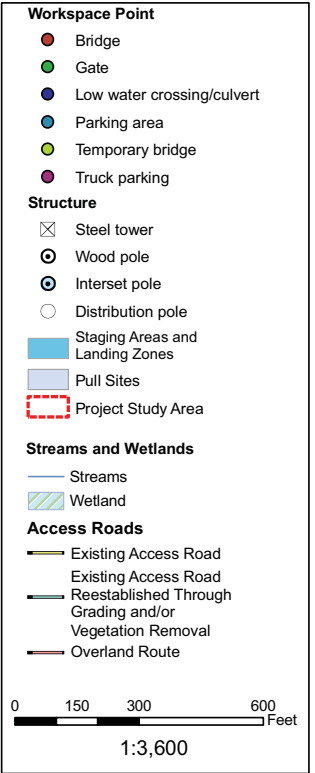 Workspace Point
Bridge
Gate
Low water crossing/culvert
Parking area
Temporary bridge
Truck parking
Structure
Steel tower
Wood pole
Interset pole
Distribution pole
Staging Areas and
Landing Zones
Pull Sites
Project Study Area
Streams and Wetlands
Streams
Wetland
Access Roads
Existing Access Road
Existing Access Road
Reestablished Through
Grading and/or
Vegetation Removal
Overland Route
0 150 300 600
Feet
1:3,600